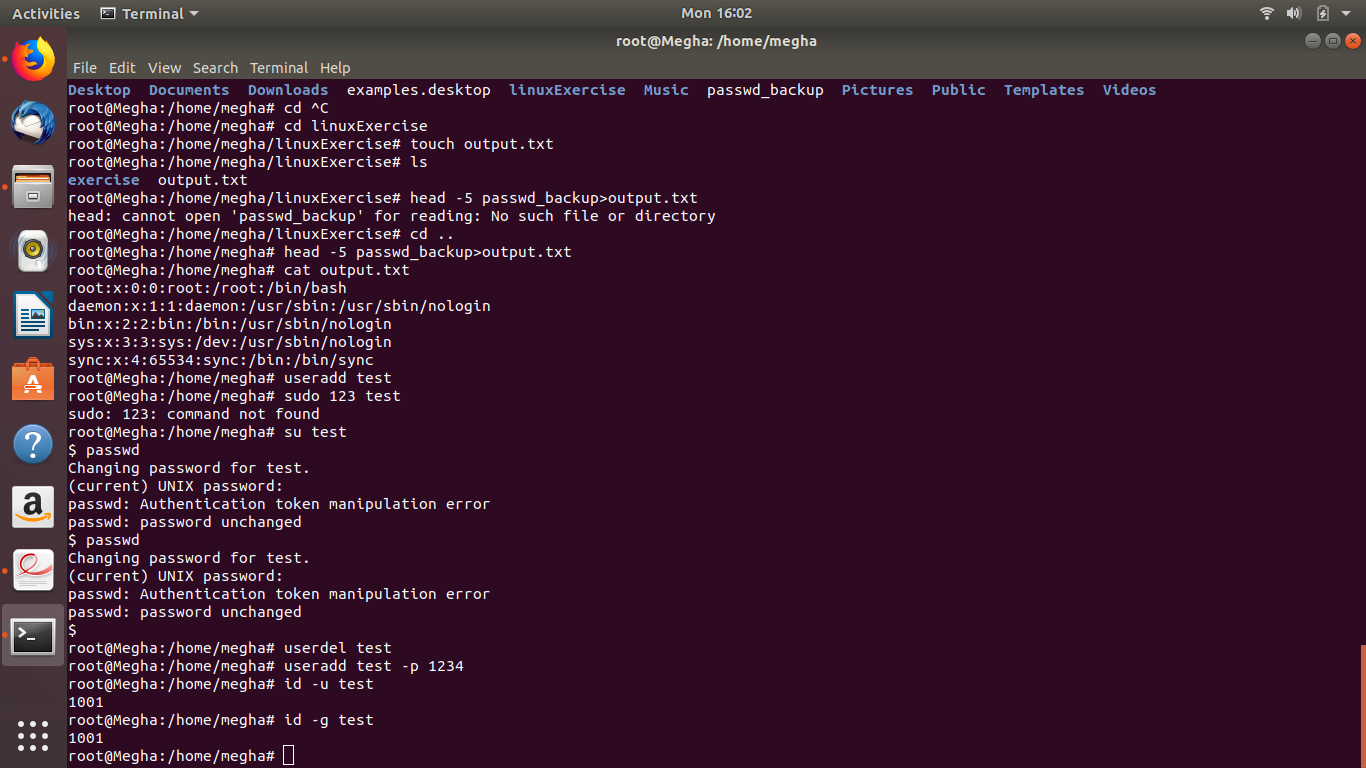 Activities Terminal Mon 16:02
root@Megha: /home/megha
File Edit View Search Terminal Help
Desktop Documents Downloads examples.desktop linuxExercise Music passwd_backup Pictures Public Templates Videos
root@Megha:/home/megha# cd ^C
root@Megha:/home/megha# cd linuxExercise
root@Megha:/home/megha/linuxExercise# touch output.txt
root@Megha:/home/megha/linuxExercise# ls
exercise output.txt
root@Megha:/home/megha/linuxExercise# head -5 passwd_backup>output.txt
head: cannot open 'passwd_backup' for reading: No such file or directory
root@Megha:/home/megha/linuxExercise# cd ..
root@Megha:/home/megha# head -5 passwd_backup>output.txt
root@Megha:/home/megha# cat output.txt
root:x:0:0:root:/root:/bin/bash
daemon:x:1:1:daemon:/usr/sbin:/usr/sbin/nologin
bin:x:2:2:bin:/bin:/usr/sbin/nologin
sys:x:3:3:sys:/dev:/usr/sbin/nologin
sync:x:4:65534:sync:/bin:/bin/sync
root@Megha:/home/megha# useradd test
root@Megha:/home/megha# sudo 123 test
sudo: 123: command not found
root@Megha:/home/megha# su test
$ passwd
Changing password for test.
(current) UNIX password:
passwd: Authentication token manipulation error
passwd: password unchanged
$ passwd
Changing password for test.
(current) UNIX password:
passwd: Authentication token manipulation error
passwd: password unchanged
$
root@Megha:/home/megha# userdel test
root@Megha:/home/megha# useradd test -p 1234
root@Megha:/home/megha# id -u test
1001
root@Megha:/home/megha# id -g test
1001
root@Megha:/home/megha#